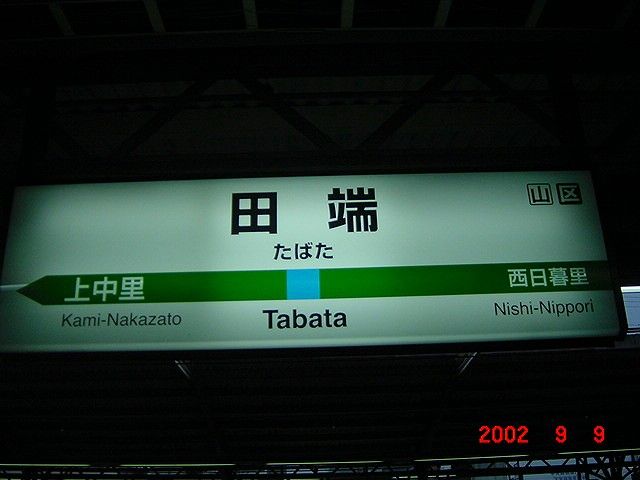 山 区
田 端
たばた
上中里 西日暮里
Kami-Nakazato Tabata Nishi-Nippori
2002 9 9